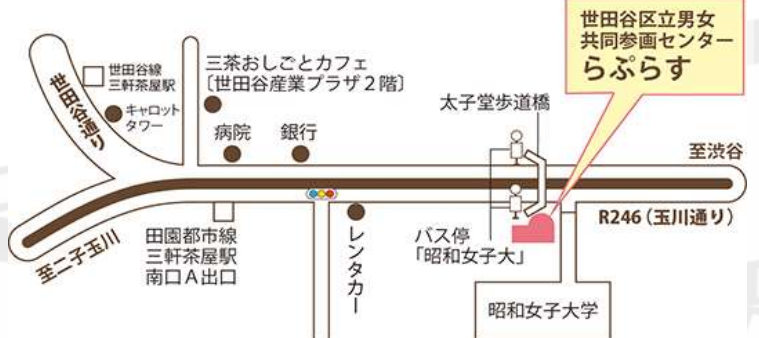 世田谷区立男女
共同参画センター
らぷらす
世田谷線
三軒茶屋駅
世田谷通り
キャロット
タワー
三茶おしごとカフェ
〔世田谷産業プラザ2階〕
病院
銀行
太子堂歩道橋
至渋谷
R246（玉川通り）
至二子玉川
田園都市線
三軒茶屋駅
南口A出口
レンタカー
バス停
「昭和女子大」
昭和女子大学